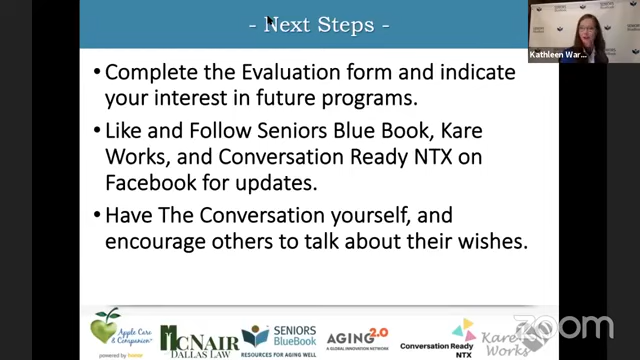 - Next Steps -
SENIORS
BlueBook
Kathleen War...
• Complete the Evaluation form and indicate
your interest in future programs.
• Like and Follow Seniors Blue Book, Kare
Works, and Conversation Ready NTX on
Facebook for updates.
• Have The Conversation yourself, and
encourage others to talk about their wishes.
Apple Care
& Companion
powered by
MCNAIR
DALLAS LAW
SENIORS
BlueBook
RESOURCES FOR AGING WELL
AGING2.0
A GLOBAL INNOVATION NETWORK
Conversation Ready
NTX
Kare
Works
zoom